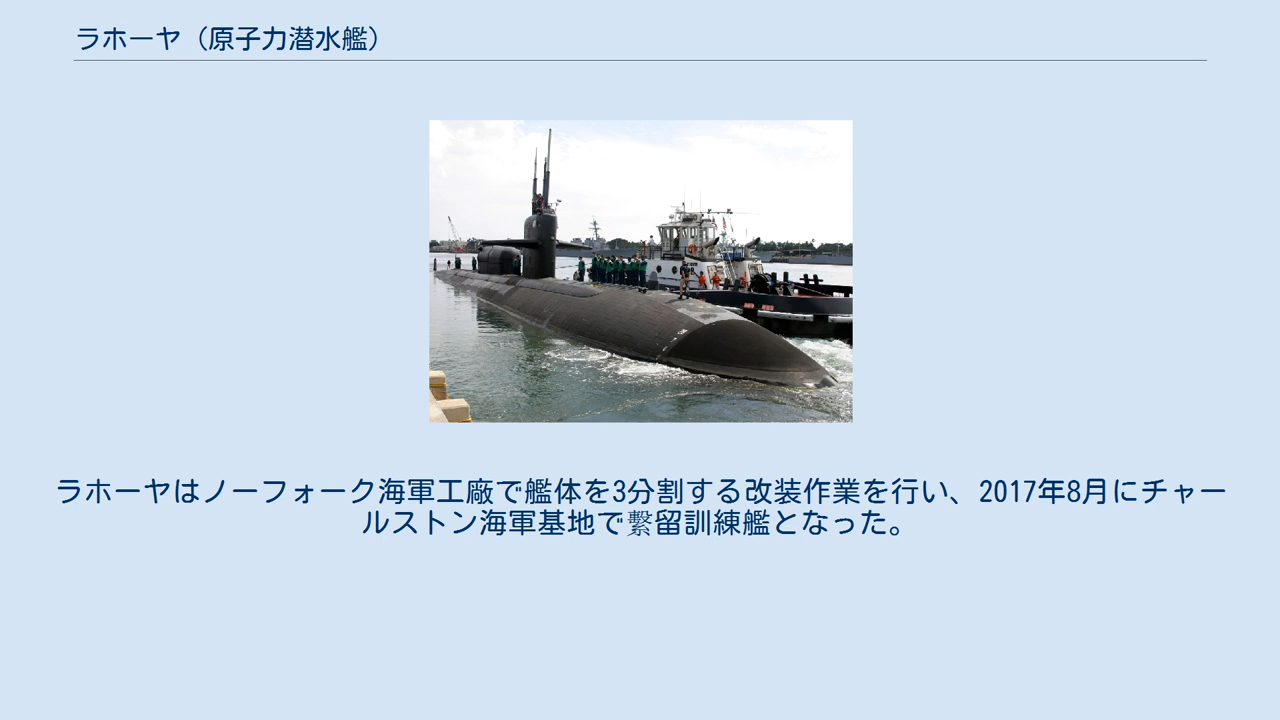 ラホーヤ（原子力潜水艦）
ラホーヤはノーフォーク海軍工廠で艦体を3分割する改装作業を行い、2017年8月にチャー
ルストン海軍基地で繫留訓練艦となった。